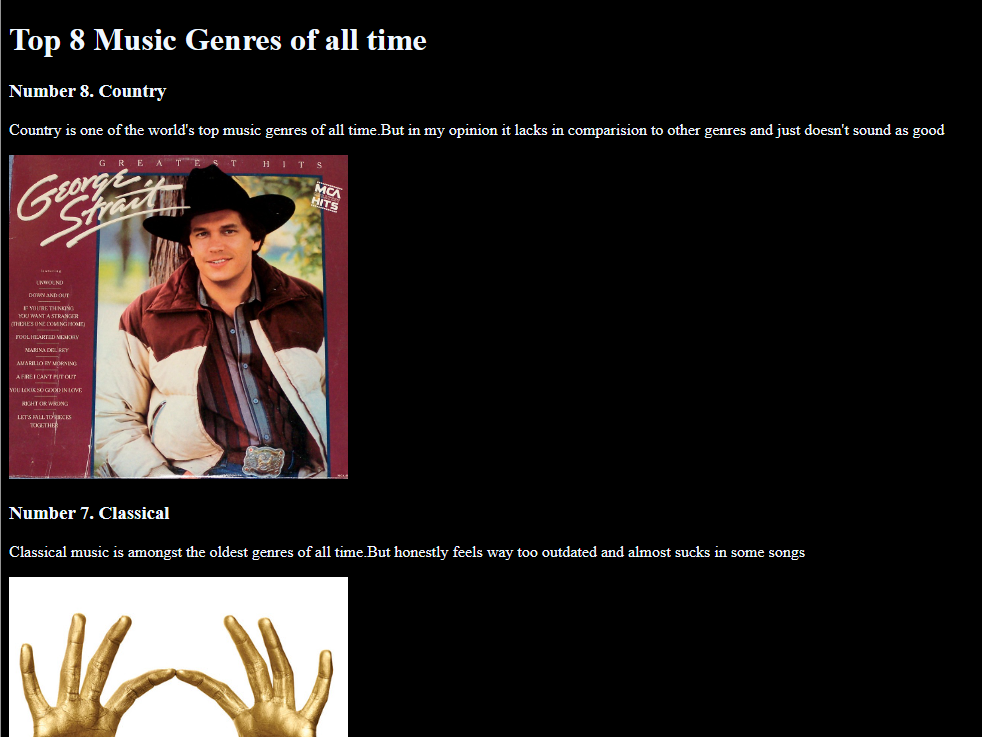 Top 8 Music Genres of all time
Number 8. Country
Country is one of the world's top music genres of all time.But in my opinion it lacks in comparision to other genres and just doesn't sound as good
GREATEST HITS
George
Strait
MCA
HITS
featuring
UNWOUND
DOWN AND OUT
IF YOU'RE THINKING
YOU WANT A STRANGER
(THERE'S ONE COMING HOME)
FOOL HEARTED MEMORY
MARINA DEL REY
AMARILLO BY MORNING
A FIRE I CAN'T PUT OUT
YOU LOOK SO GOOD IN LOVE
RIGHT OR WRONG
LET'S FALL TO PIECES
TOGETHER
Number 7. Classical
Classical music is amongst the oldest genres of all time.But honestly feels way too outdated and almost sucks in some songs